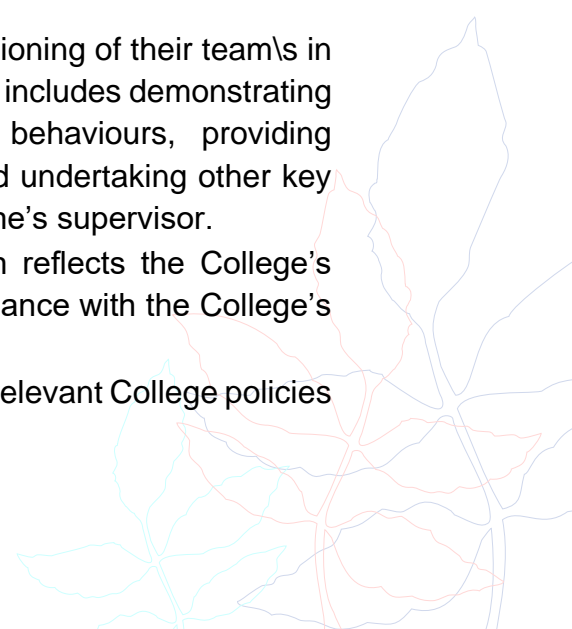 ioning of their team\s in
includes demonstrating
behaviours, providing
d undertaking other key
ne’s supervisor.
n reflects the College’s
ance with the College’s
elevant College policies